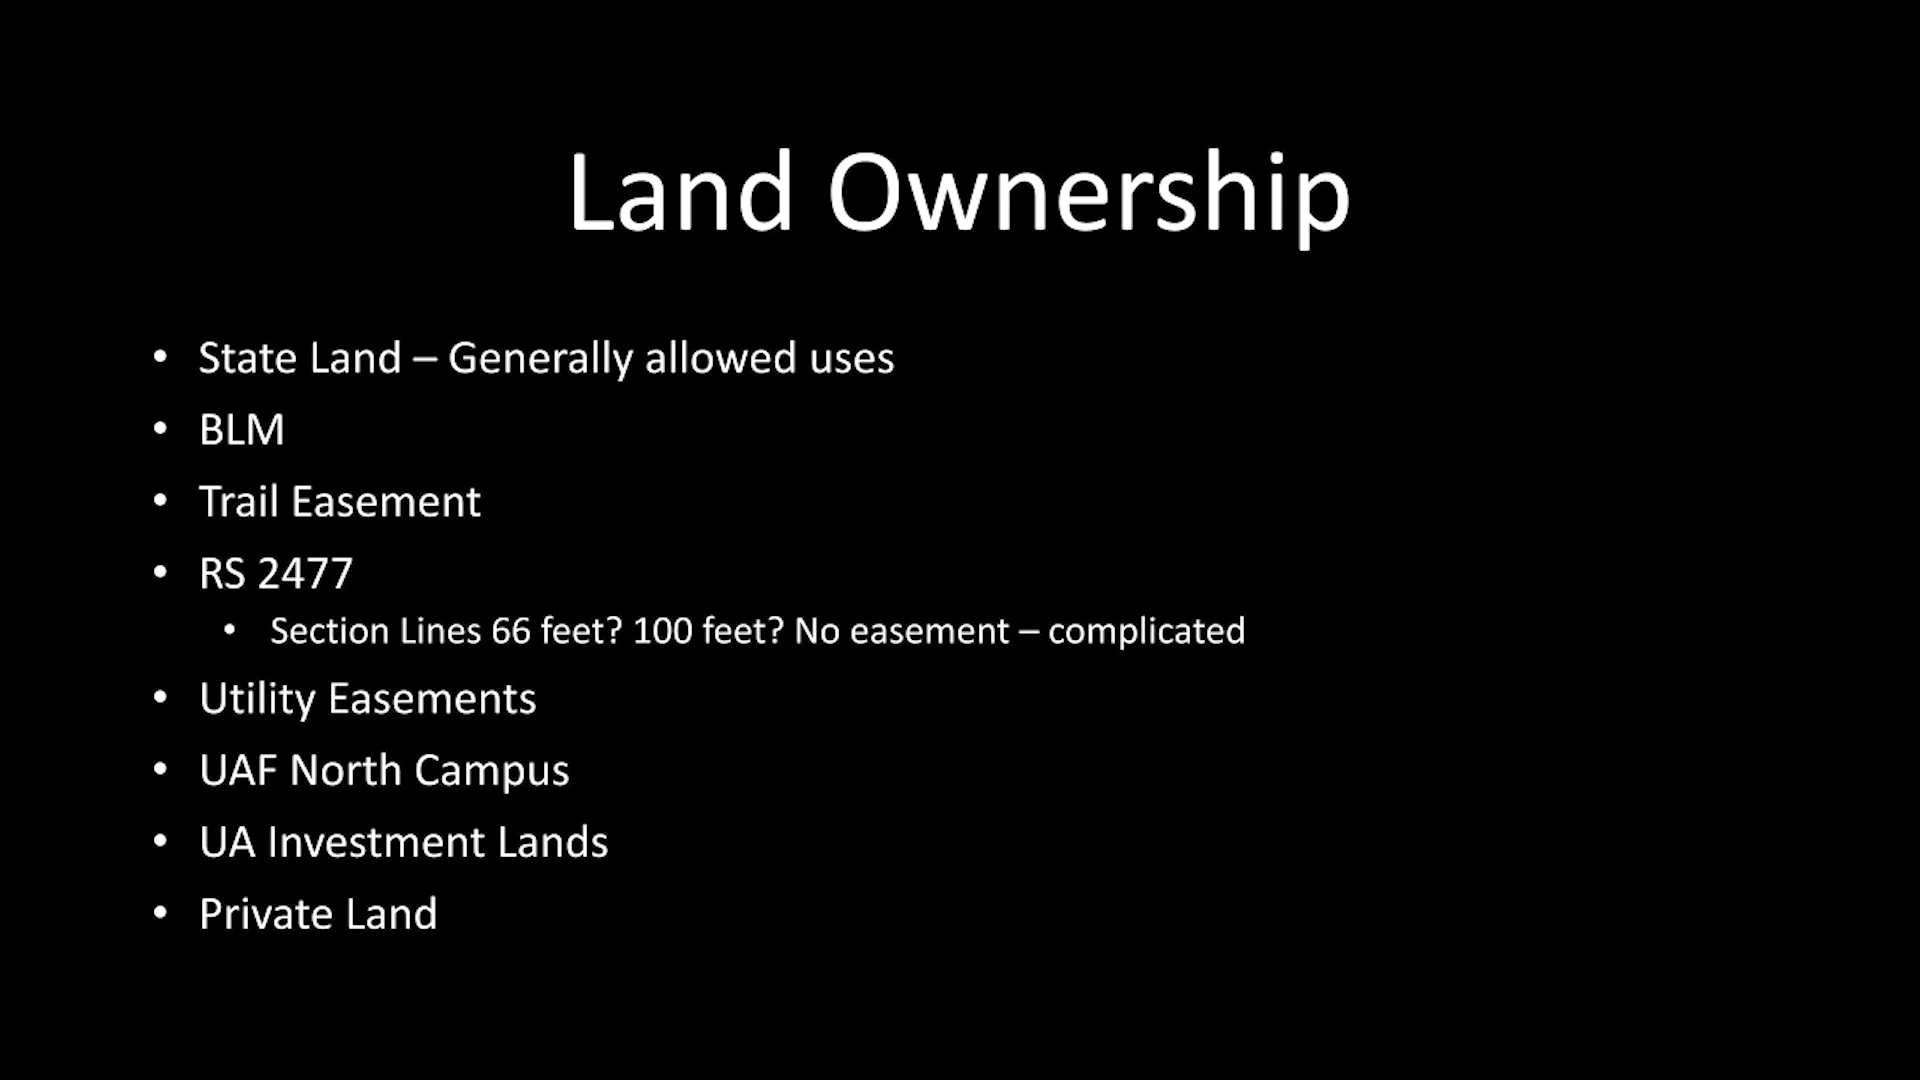 Land Ownership
• State Land – Generally allowed uses
• BLM
• Trail Easement
• RS 2477
• Section Lines 66 feet? 100 feet? No easement – complicated
• Utility Easements
• UAF North Campus
• UA Investment Lands
• Private Land